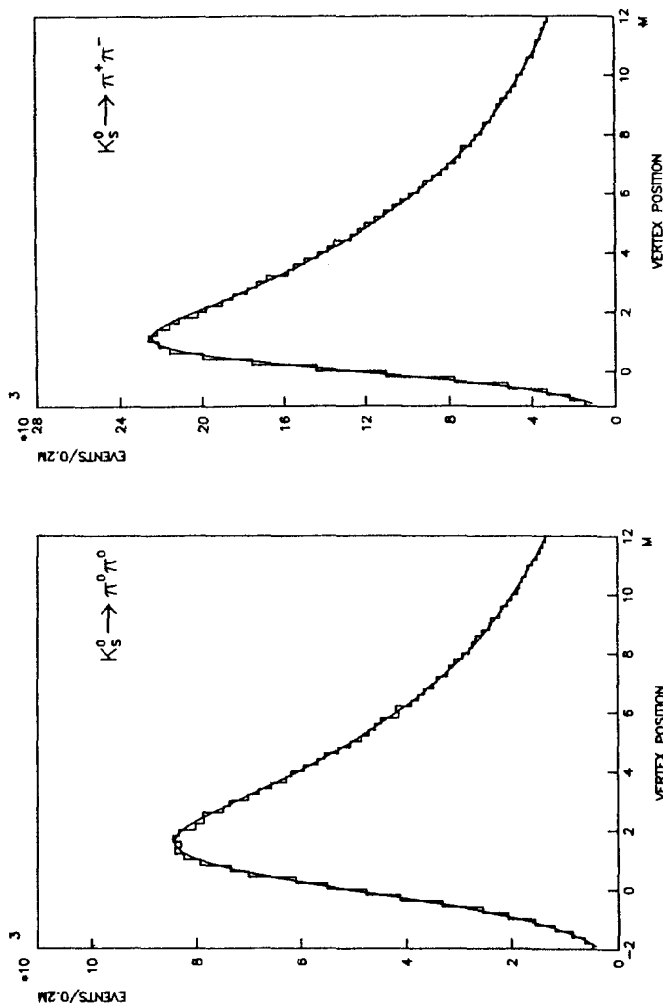 3
*10
10
EVENTS/0.2M
K⁰s → π⁰π⁰
8
6
4
2
0
-2 0 2 4 6 8 10 12
VERTEX POSITION M
3
*10
28
EVENTS/0.2M
K⁰s → π⁺π⁻
24
20
16
12
8
4
0
0 2 4 6 8 10 12
VERTEX POSITION M